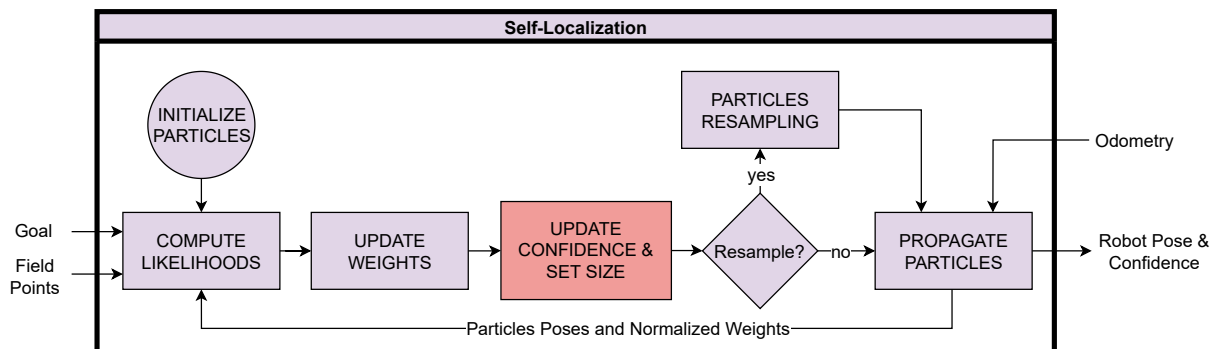 Self-Localization
INITIALIZE
PARTICLES
PARTICLES
RESAMPLING
Odometry
yes
Goal
Field
Points
COMPUTE
LIKELIHOODS
UPDATE
WEIGHTS
UPDATE
CONFIDENCE &
SET SIZE
Resample?
no
PROPAGATE
PARTICLES
Robot Pose &
Confidence
Particles Poses and Normalized Weights